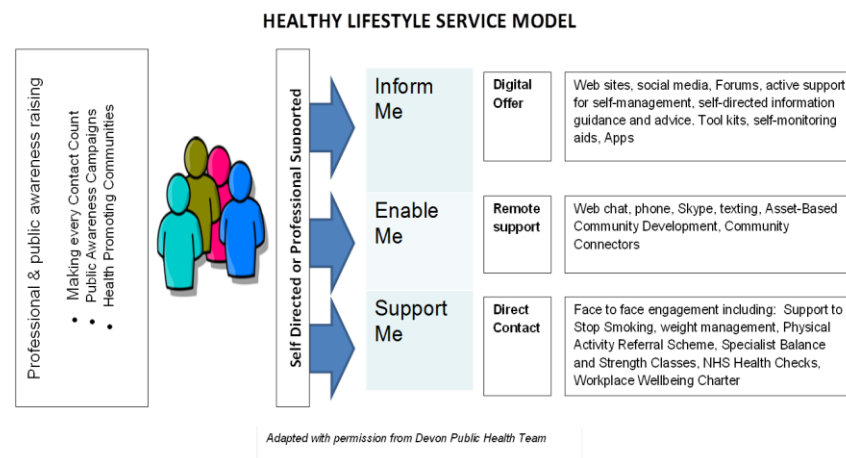 HEALTHY LIFESTYLE SERVICE MODEL
Professional & public awareness raising
• Making every Contact Count
• Public Awareness Campaigns
• Health Promoting Communities
Self Directed or Professional Supported
Inform
Me
Digital
Offer
Web sites, social media, Forums, active support
for self-management, self-directed information
guidance and advice. Tool kits, self-monitoring
aids, Apps
Enable
Me
Remote
support
Web chat, phone, Skype, texting, Asset-Based
Community Development, Community
Connectors
Support
Me
Direct
Contact
Face to face engagement including:  Support to
Stop Smoking, weight management, Physical
Activity Referral Scheme, Specialist Balance
and Strength Classes, NHS Health Checks,
Workplace Wellbeing Charter
Adapted with permission from Devon Public Health Team